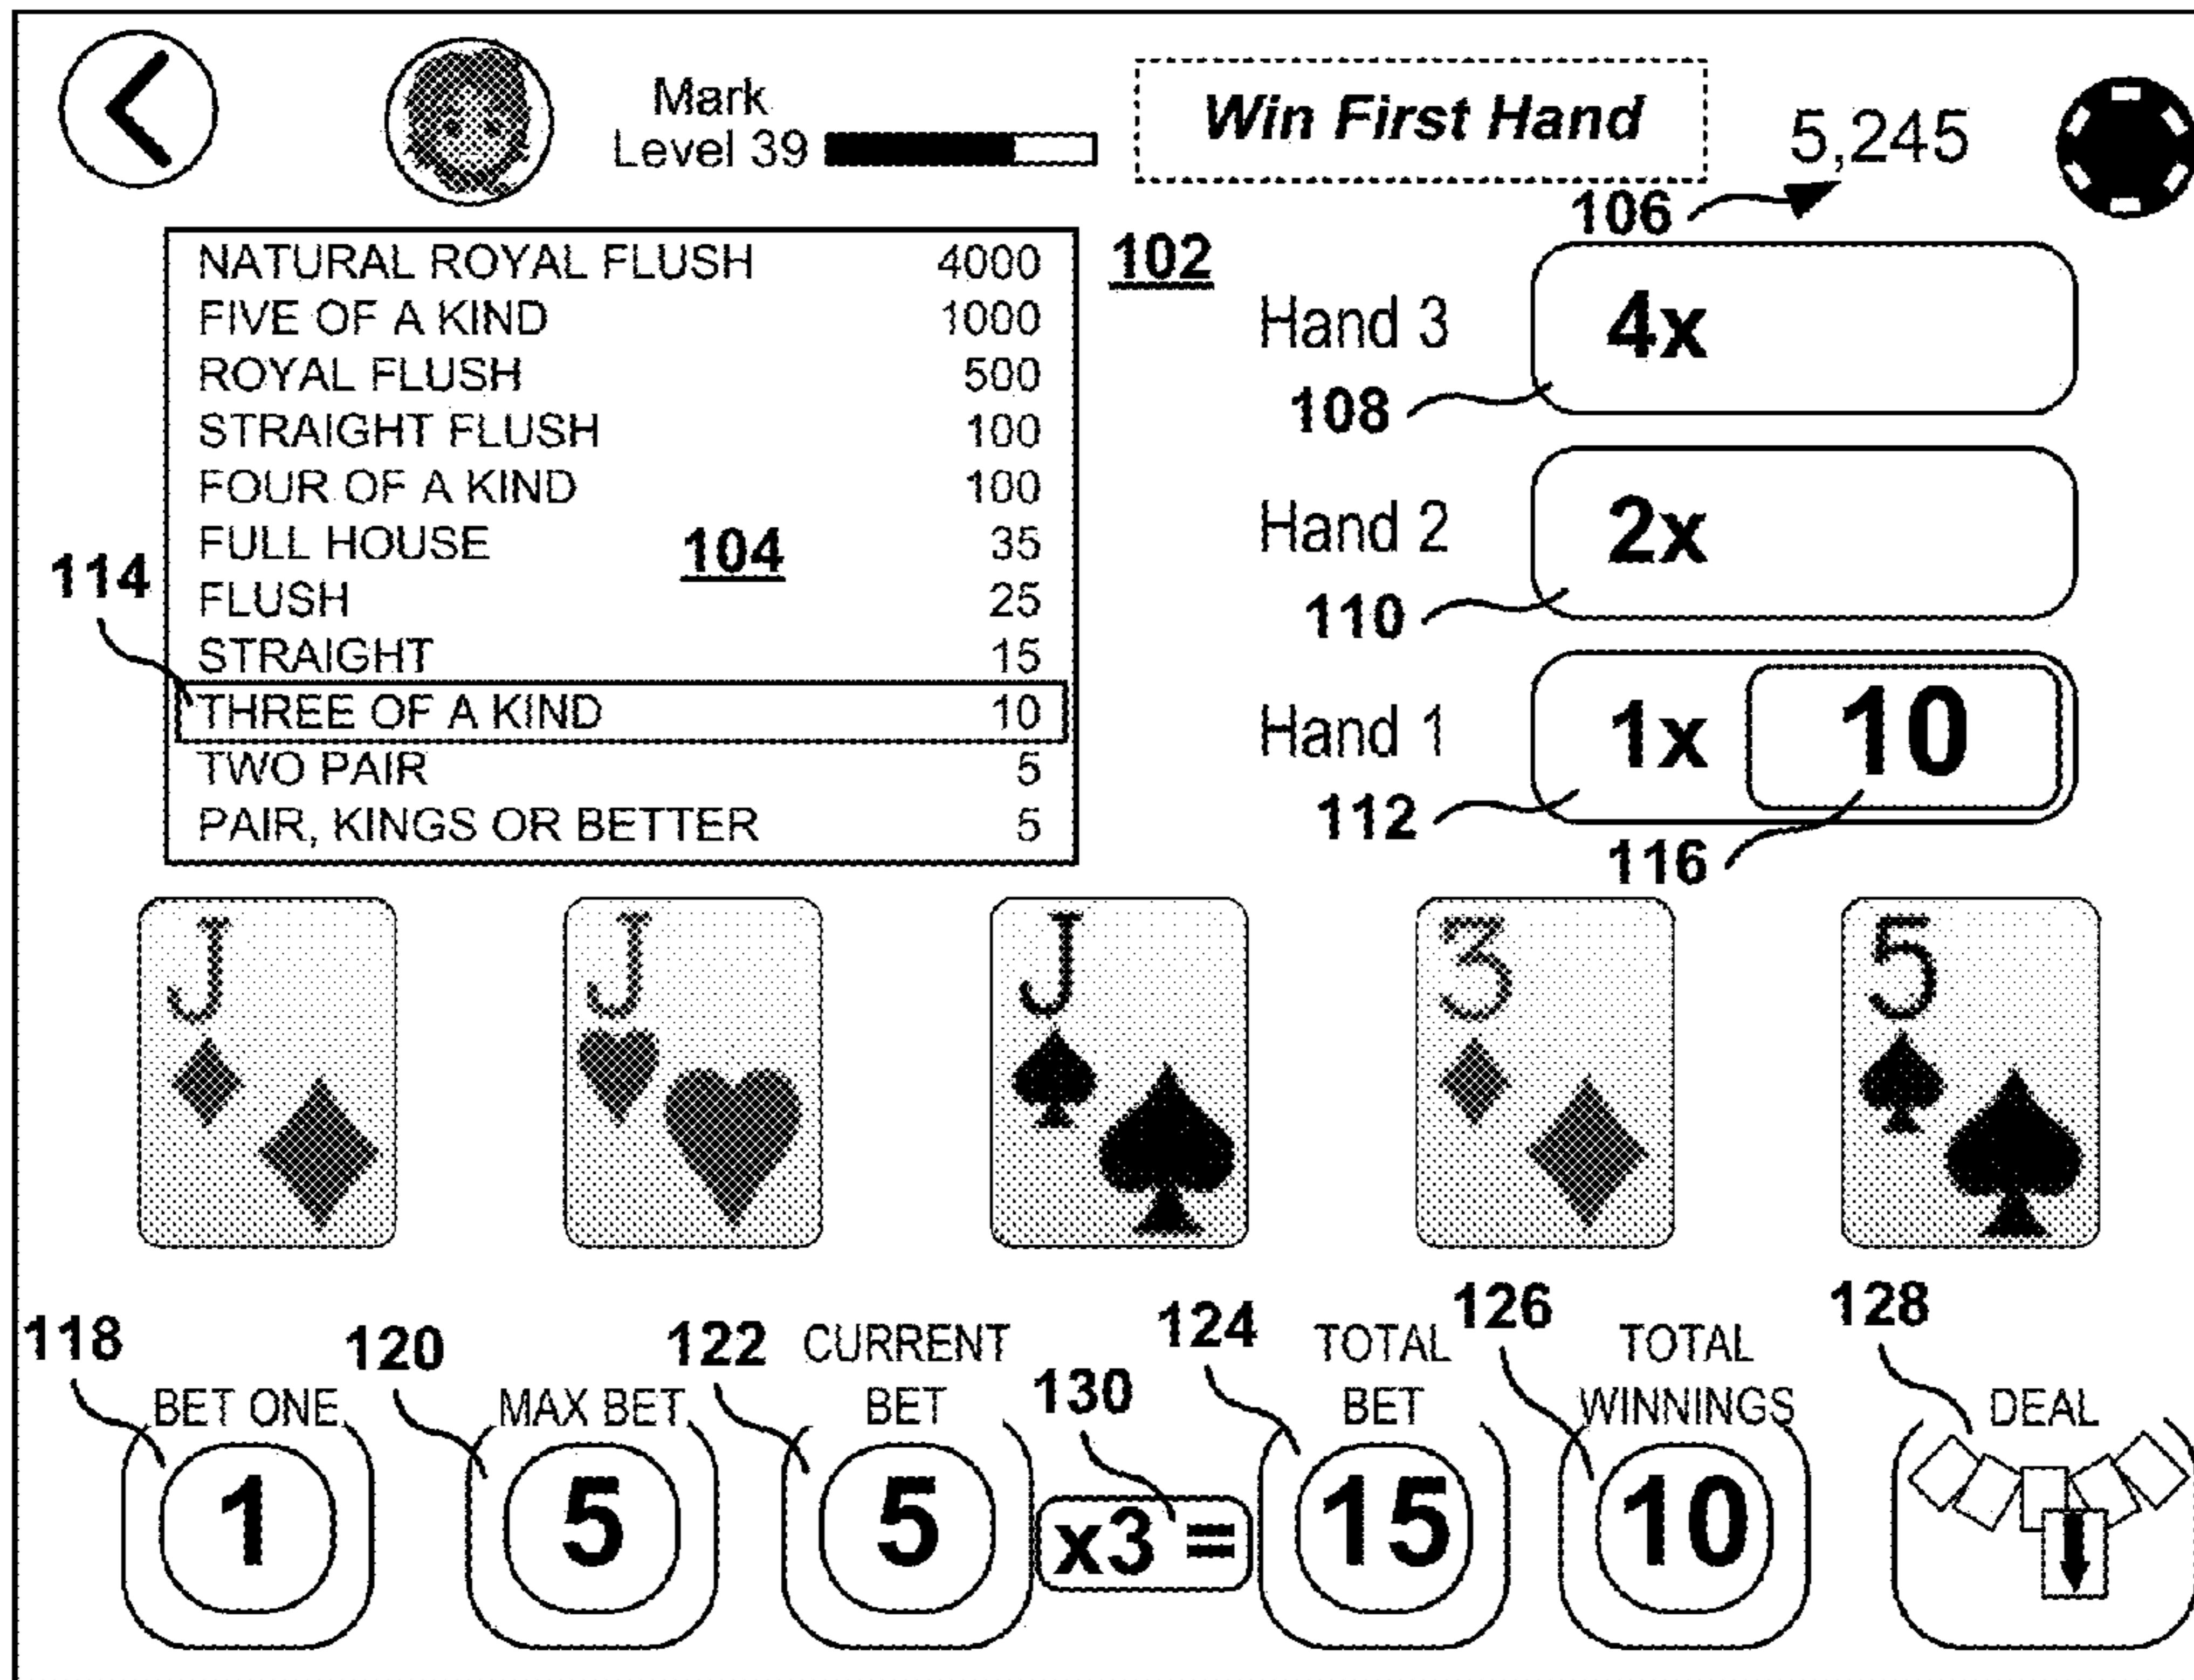 Mark
Level 39
Win First Hand
5,245
106
102
NATURAL ROYAL FLUSH 4000
FIVE OF A KIND 1000
ROYAL FLUSH 500
STRAIGHT FLUSH 100
FOUR OF A KIND 100
FULL HOUSE 35
104
FLUSH 25
STRAIGHT 15
THREE OF A KIND 10
TWO PAIR 5
PAIR, KINGS OR BETTER 5
114
Hand 3 4x
108
Hand 2 2x
110
Hand 1 1x 10
112
116
J J J 3 5
118 120 122 130 124 126 128
BET ONE
1
MAX BET
5
CURRENT
BET
5
x3 =
TOTAL
BET
15
TOTAL
WINNINGS
10
DEAL